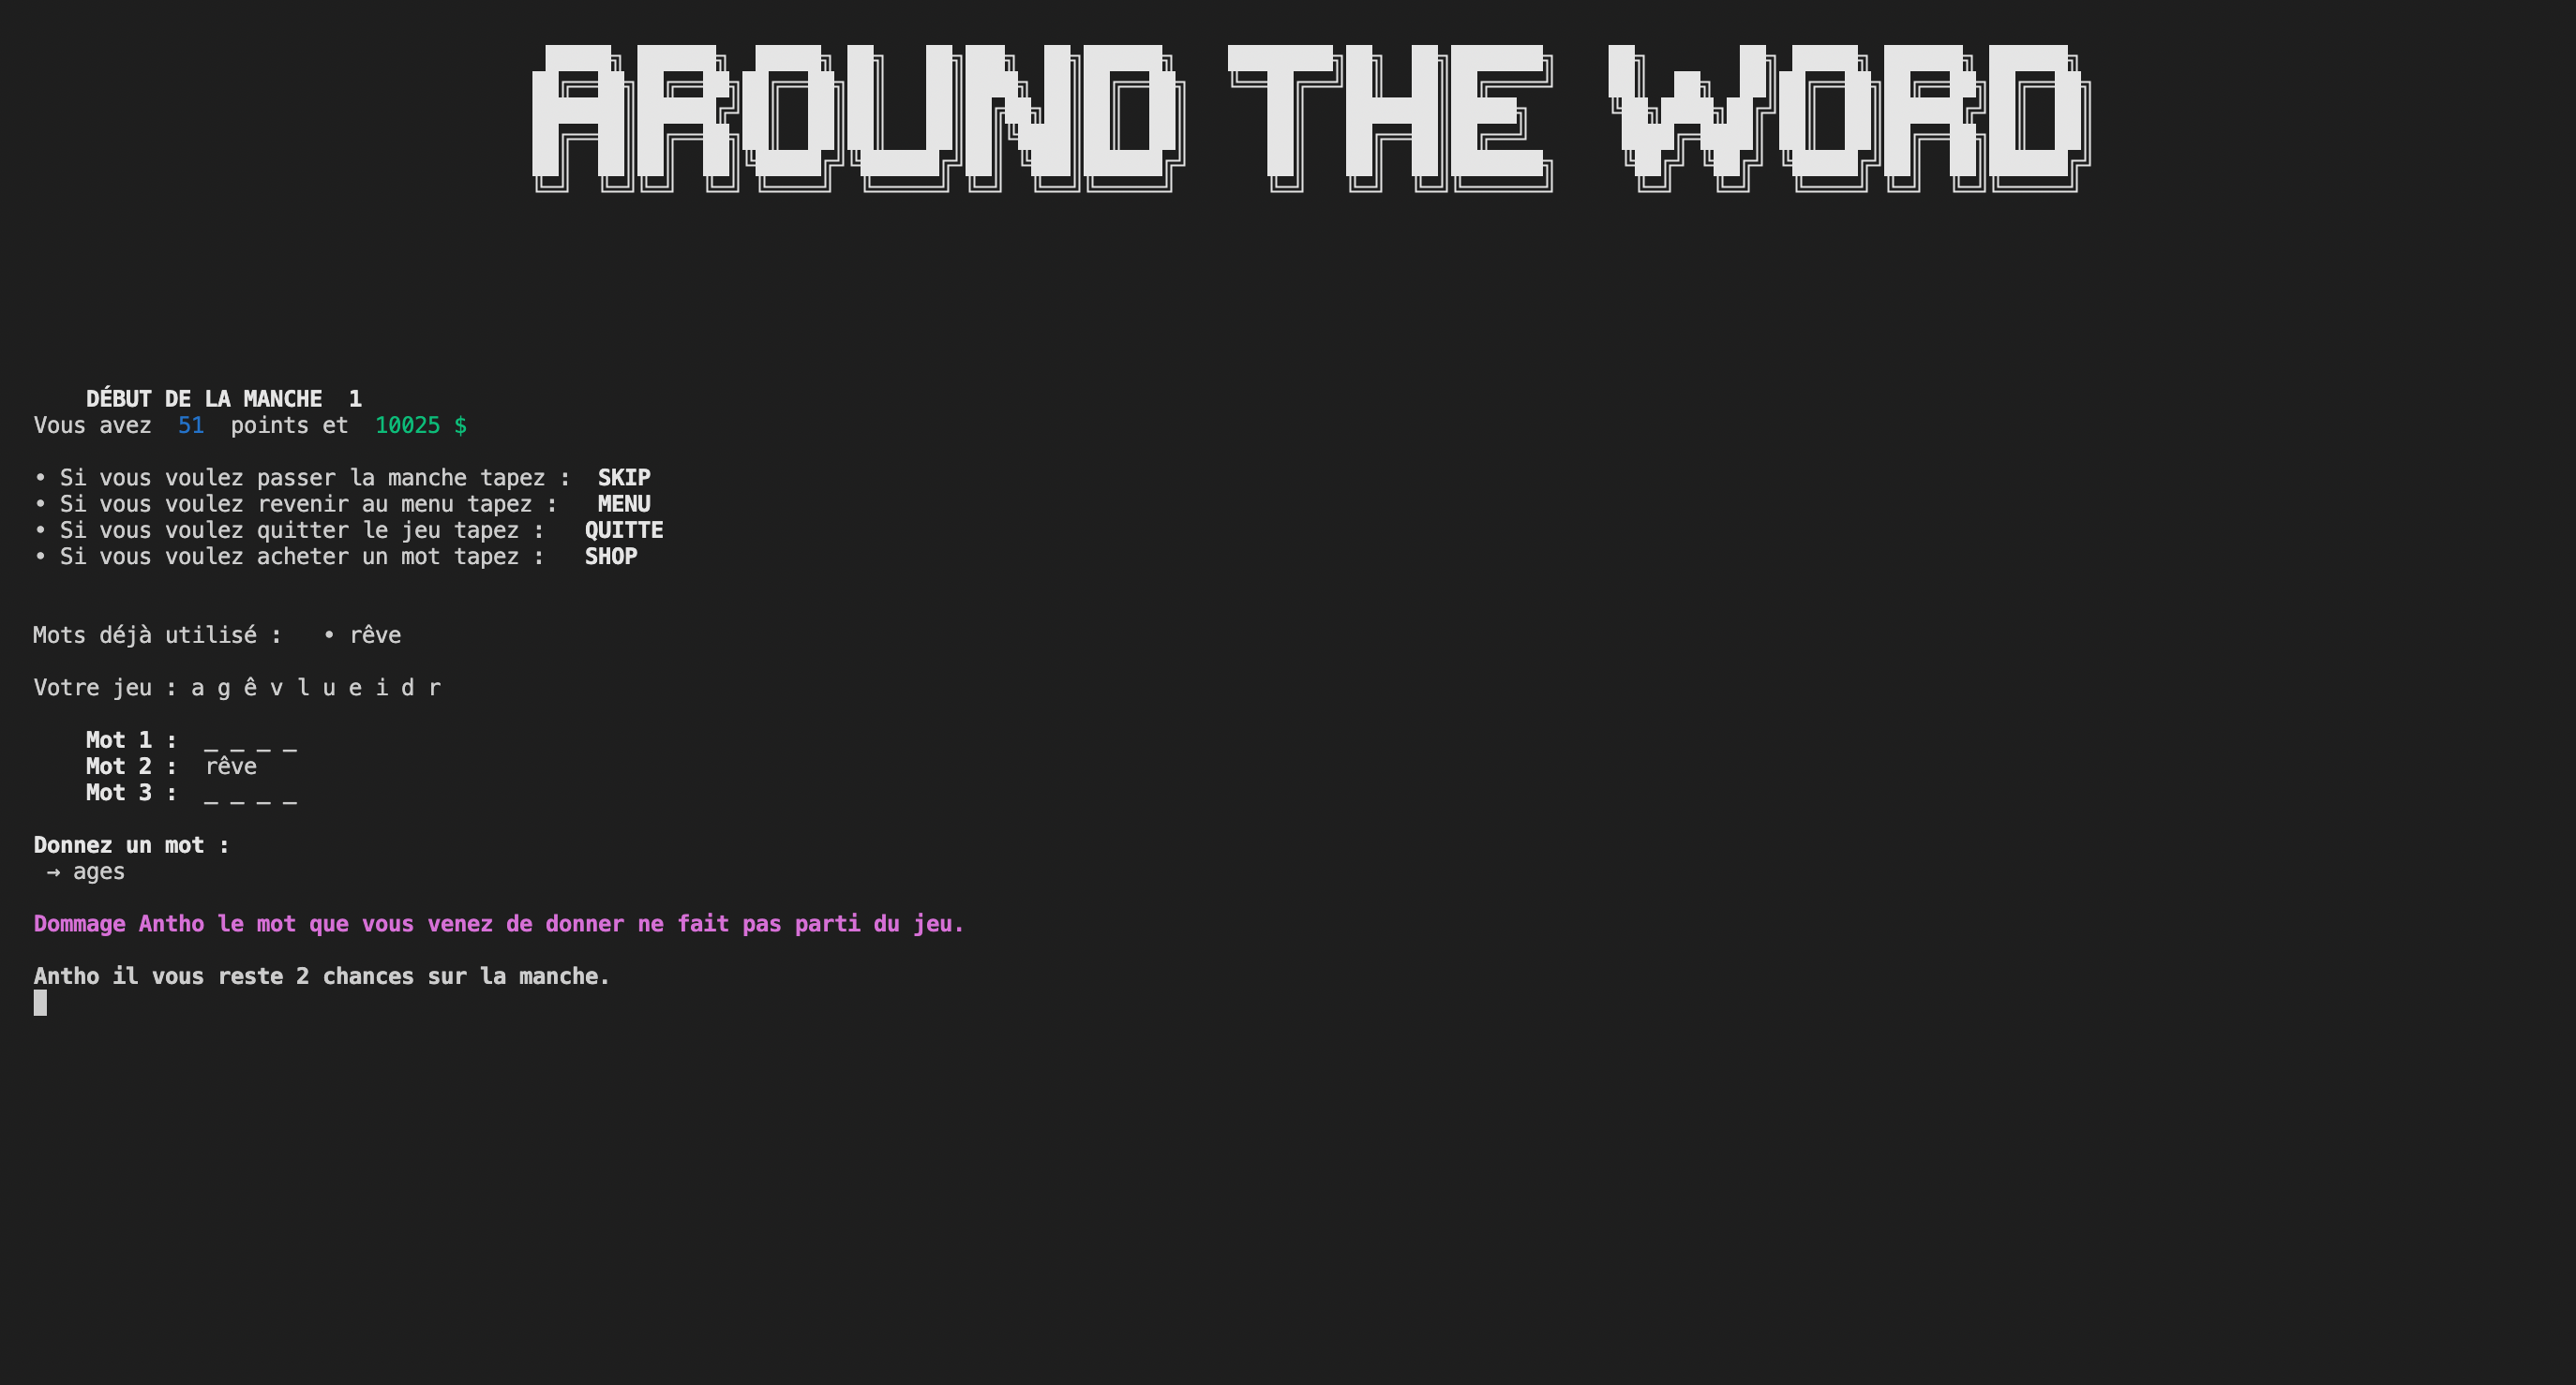 AROUND THE WORD
DÉBUT DE LA MANCHE 1
Vous avez 51 points et 10025 $
• Si vous voulez passer la manche tapez : SKIP
• Si vous voulez revenir au menu tapez : MENU
• Si vous voulez quitter le jeu tapez : QUITTE
• Si vous voulez acheter un mot tapez : SHOP
Mots déjà utilisé : • rêve
Votre jeu : a g ê v l u e i d r
Mot 1 : _ _ _ _
Mot 2 : rêve
Mot 3 : _ _ _ _
Donnez un mot :
→ ages
Dommage Antho le mot que vous venez de donner ne fait pas parti du jeu.
Antho il vous reste 2 chances sur la manche.